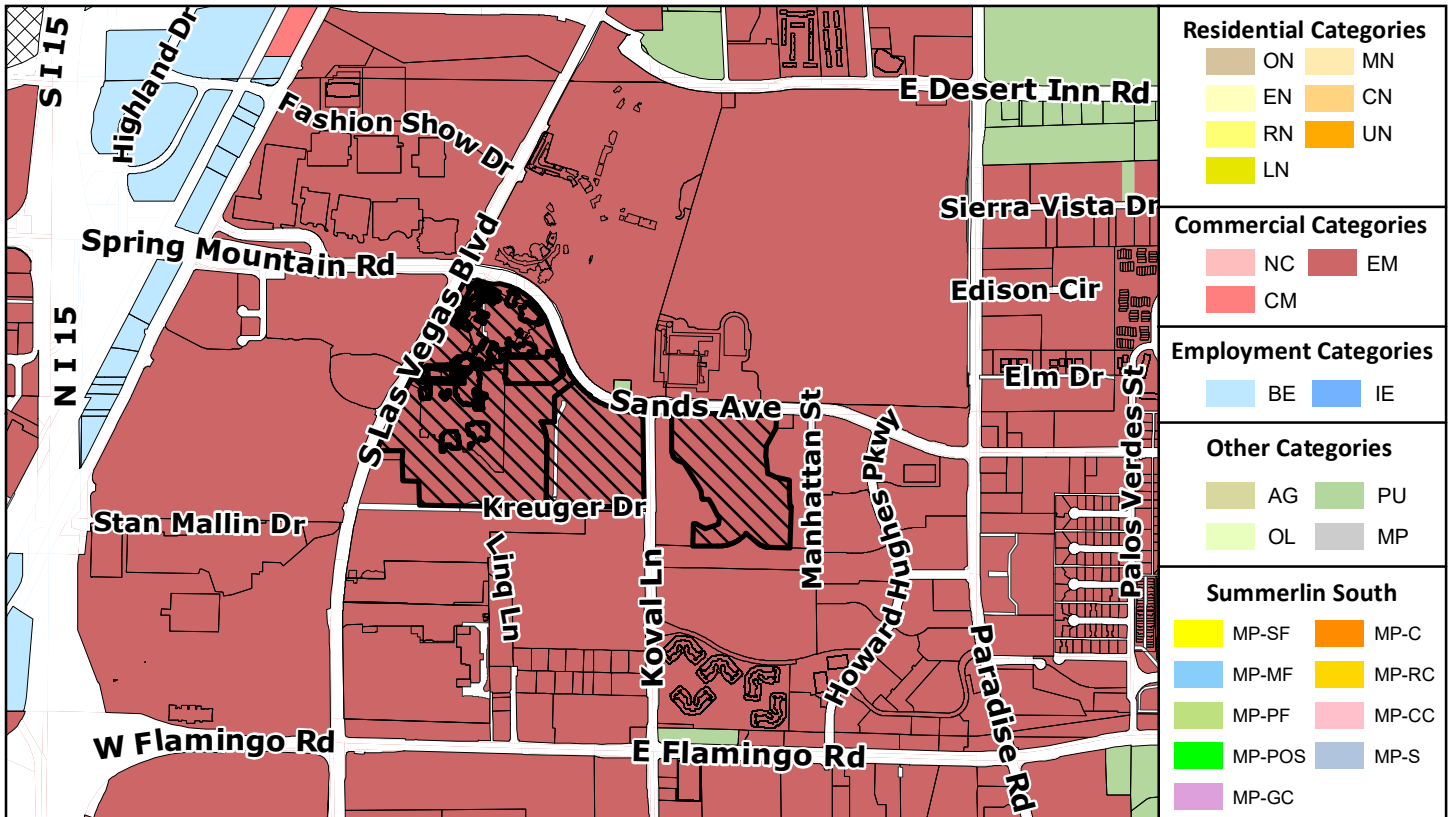 S I 15
Highland Dr
Fashion Show Dr
E Desert Inn Rd
Sierra Vista Dr
Spring Mountain Rd
S Las Vegas Blvd
Edison Cir
N I 15
Elm Dr
Sands Ave
Manhattan St
Howard Hughes Pkwy
Palos Verdes St
Kreuger Dr
Stan Mallin Dr
Linq Ln
Koval Ln
Paradise Rd
W Flamingo Rd
E Flamingo Rd
Residential Categories
ON MN
EN CN
RN UN
LN
Commercial Categories
NC EM
CM
Employment Categories
BE IE
Other Categories
AG PU
OL MP
Summerlin South
MP-SF MP-C
MP-MF MP-RC
MP-PF MP-CC
MP-POS MP-S
MP-GC